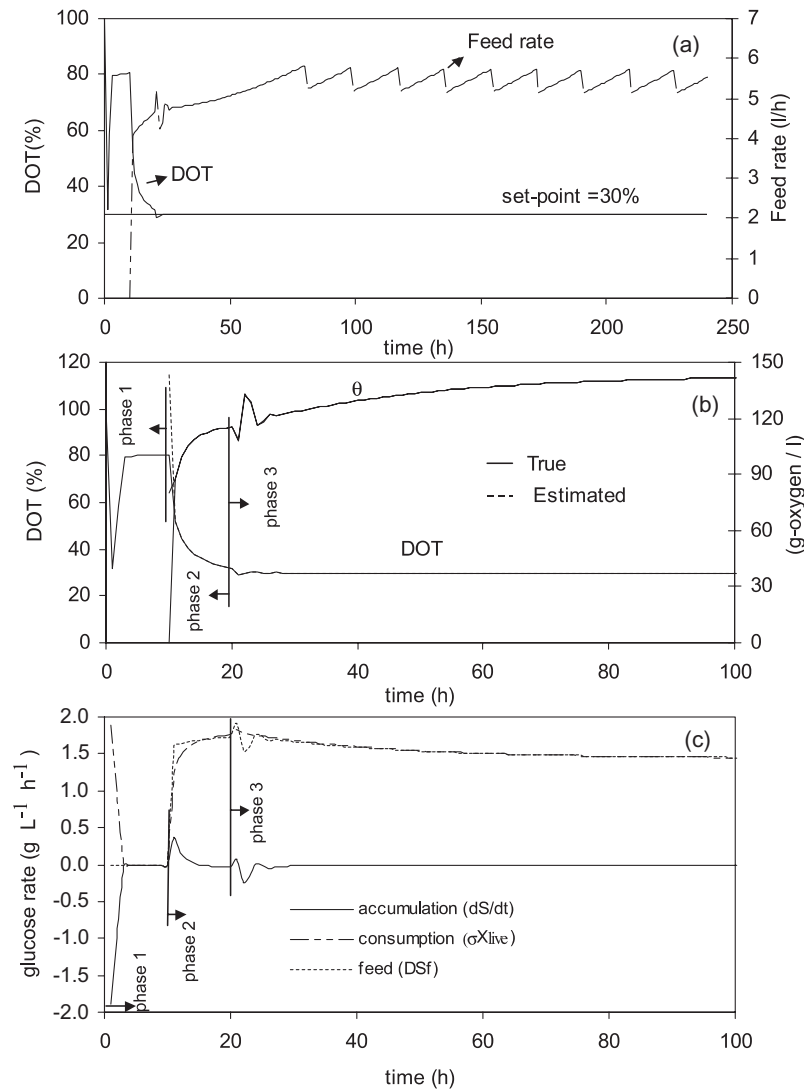 (a)
Feed rate
DOT
set-point =30%
DOT(%)
100
80
60
40
20
0
Feed rate (l/h)
7
6
5
4
3
2
1
0
0
50
100
150
200
250
time (h)
(b)
θ
phase 1
phase 2
phase 3
True
Estimated
DOT
DOT (%)
120
100
80
60
40
20
0
(g-oxygen / l)
150
120
90
60
30
0
0
20
40
60
80
100
time (h)
(c)
phase 1
phase 2
phase 3
accumulation (dS/dt)
consumption (σXlive)
feed (DSf)
glucose rate (g L⁻¹ h⁻¹)
2.0
1.5
1.0
0.5
0.0
-0.5
-1.0
-1.5
-2.0
0
20
40
60
80
100
time (h)